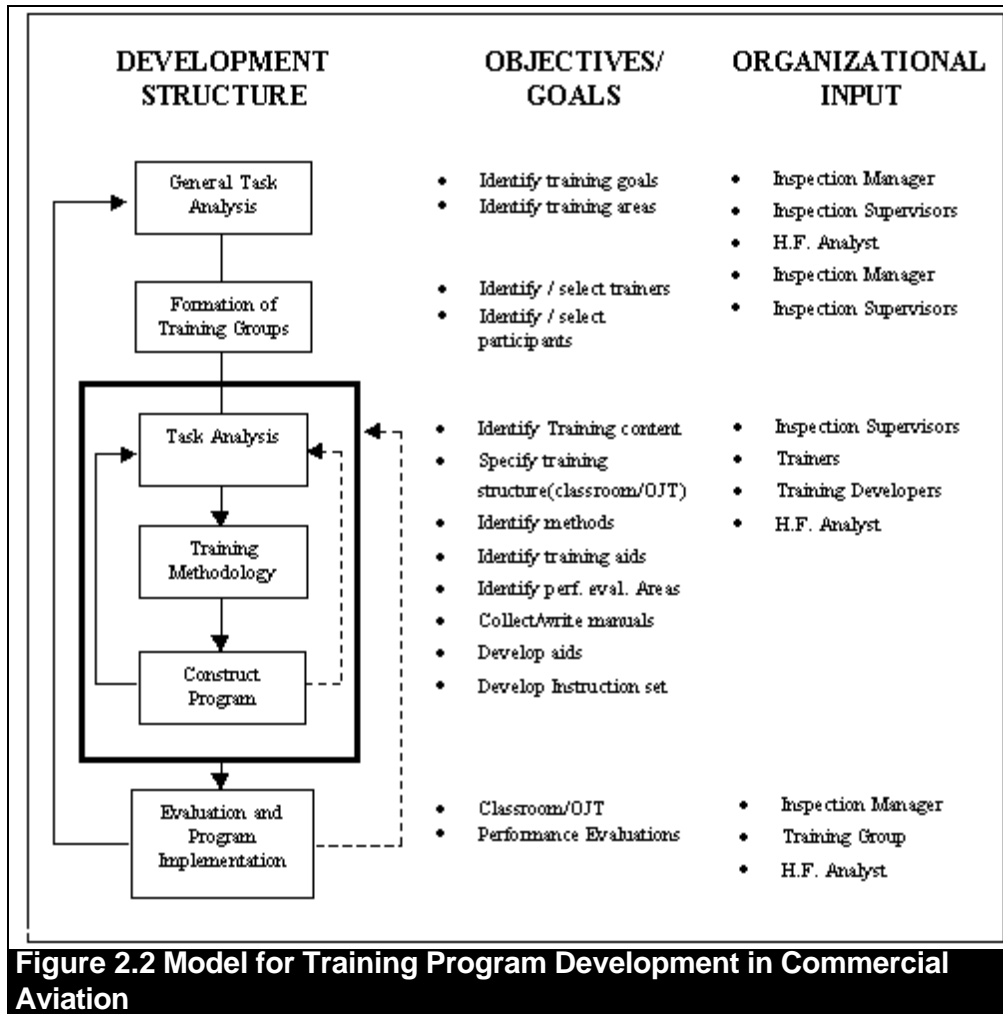 DEVELOPMENT
STRUCTURE
OBJECTIVES/
GOALS
ORGANIZATIONAL
INPUT
General Task
Analysis
• Identify training goals
• Identify training areas
• Inspection Manager
• Inspection Supervisors
• H.F. Analyst
Formation of
Training Groups
• Identify / select trainers
• Identify / select
participants
• Inspection Manager
• Inspection Supervisors
Task Analysis
Training
Methodology
Construct
Program
• Identify Training content
• Specify training
structure(classroom/OJT)
• Identify methods
• Identify training aids
• Identify perf. eval. Areas
• Collect/write manuals
• Develop aids
• Develop Instruction set
• Inspection Supervisors
• Trainers
• Training Developers
• H.F. Analyst
Evaluation and
Program
Implementation
• Classroom/OJT
• Performance Evaluations
• Inspection Manager
• Training Group
• H.F. Analyst
Figure 2.2 Model for Training Program Development in Commercial
Aviation